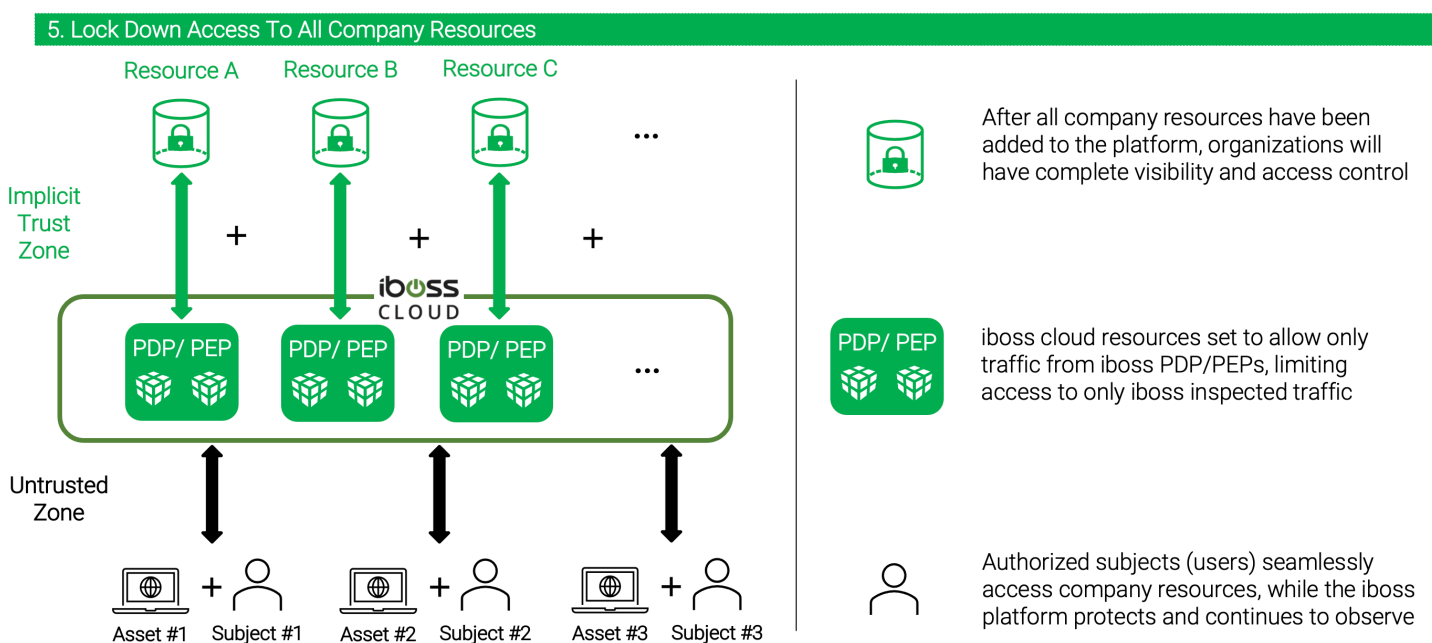 5. Lock Down Access To All Company Resources
Resource A
Resource B
Resource C
...
Implicit
Trust
Zone
+
+
+
iboss
CLOUD
PDP/ PEP
PDP/ PEP
PDP/ PEP
...
Untrusted
Zone
+
+
+
Asset #1
Subject #1
Asset #2
Subject #2
Asset #3
Subject #3
After all company resources have been
added to the platform, organizations will
have complete visibility and access control
PDP/ PEP
iboss cloud resources set to allow only
traffic from iboss PDP/PEPs, limiting
access to only iboss inspected traffic
Authorized subjects (users) seamlessly
access company resources, while the iboss
platform protects and continues to observe